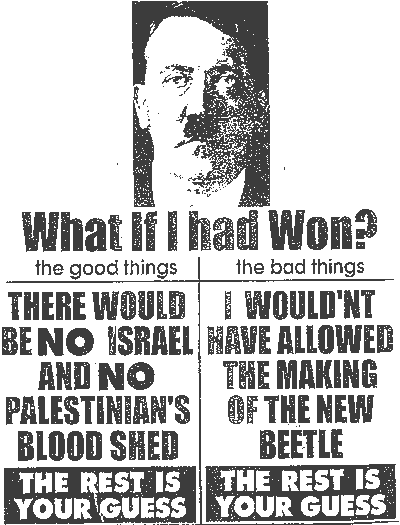 What If I had Won?
the good things
THERE WOULD
BE NO ISRAEL
AND NO
PALESTINIAN'S
BLOOD SHED
THE REST IS
YOUR GUESS
the bad things
I WOULD'NT
HAVE ALLOWED
THE MAKING
OF THE NEW
BEETLE
THE REST IS
YOUR GUESS